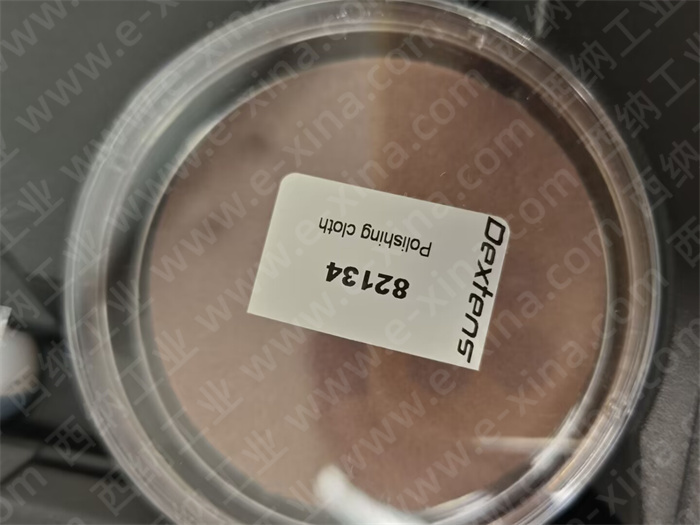 Dextens
Polishing cloth
82134
www.e-xina.com 西纳工业